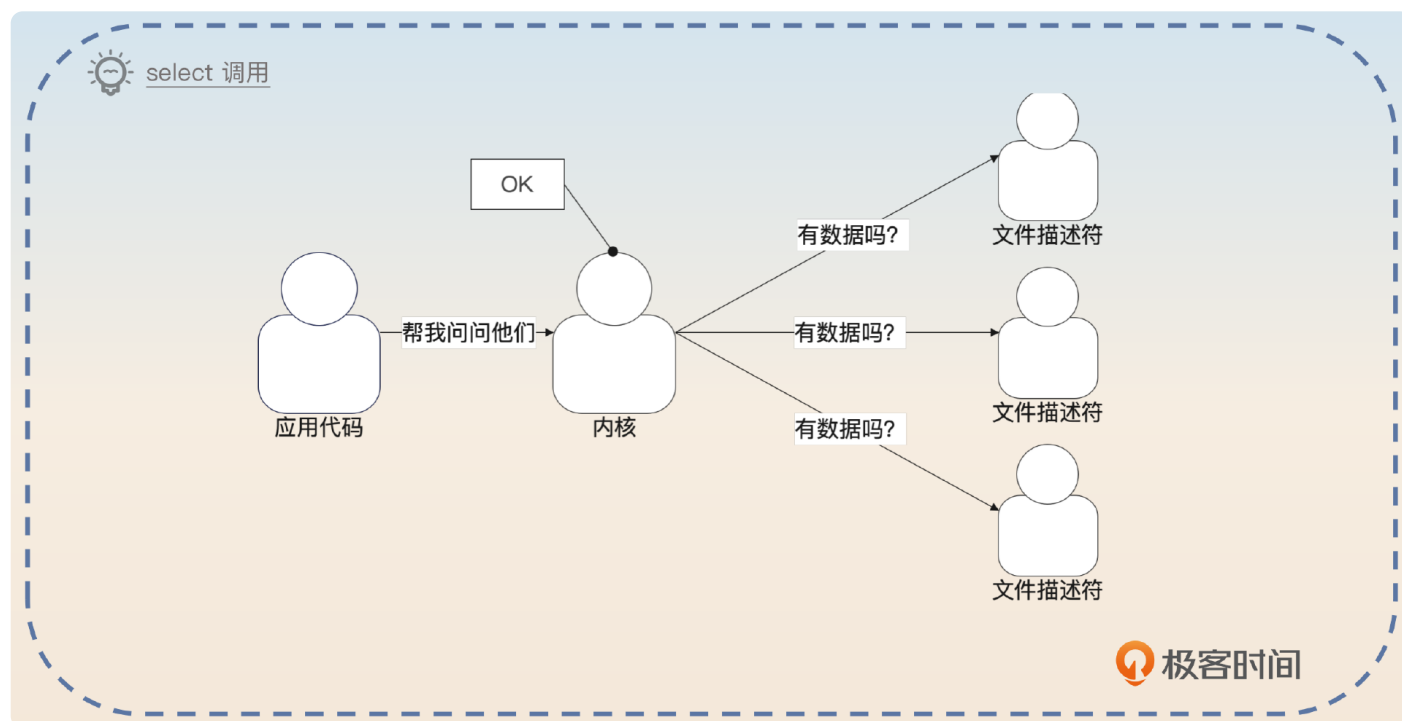 select 调用
OK
有数据吗？
文件描述符
帮我问问他们
有数据吗？
文件描述符
应用代码
内核
有数据吗？
文件描述符
极客时间